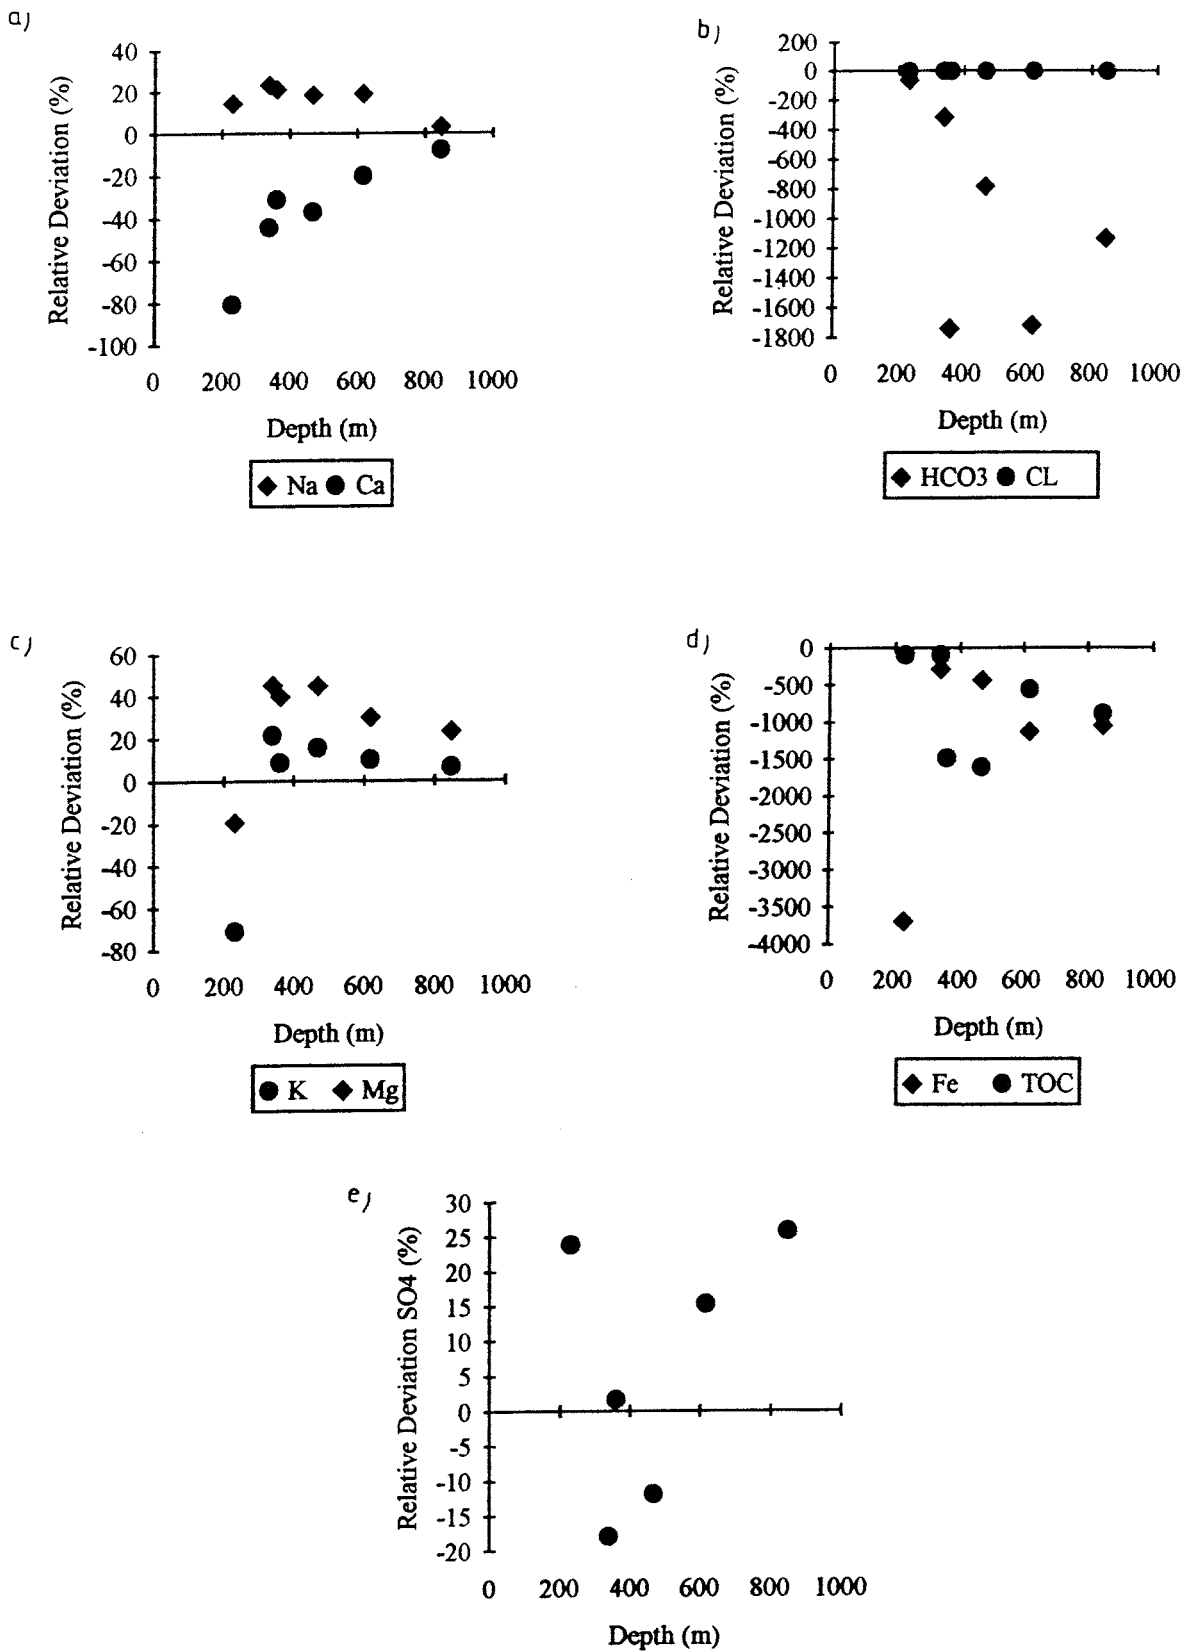 a)
40
20
0
-20
-40
-60
-80
-100
Relative Deviation (%)
0 200 400 600 800 1000
Depth (m)
Na Ca
b)
200
0
-200
-400
-600
-800
-1000
-1200
-1400
-1600
-1800
Relative Deviation (%)
0 200 400 600 800 1000
Depth (m)
HCO3 CL
c)
60
40
20
0
-20
-40
-60
-80
Relative Deviation (%)
0 200 400 600 800 1000
Depth (m)
K Mg
d)
0
-500
-1000
-1500
-2000
-2500
-3000
-3500
-4000
Relative Deviation (%)
0 200 400 600 800 1000
Depth (m)
Fe TOC
e)
30
25
20
15
10
5
0
-5
-10
-15
-20
Relative Deviation SO4 (%)
0 200 400 600 800 1000
Depth (m)